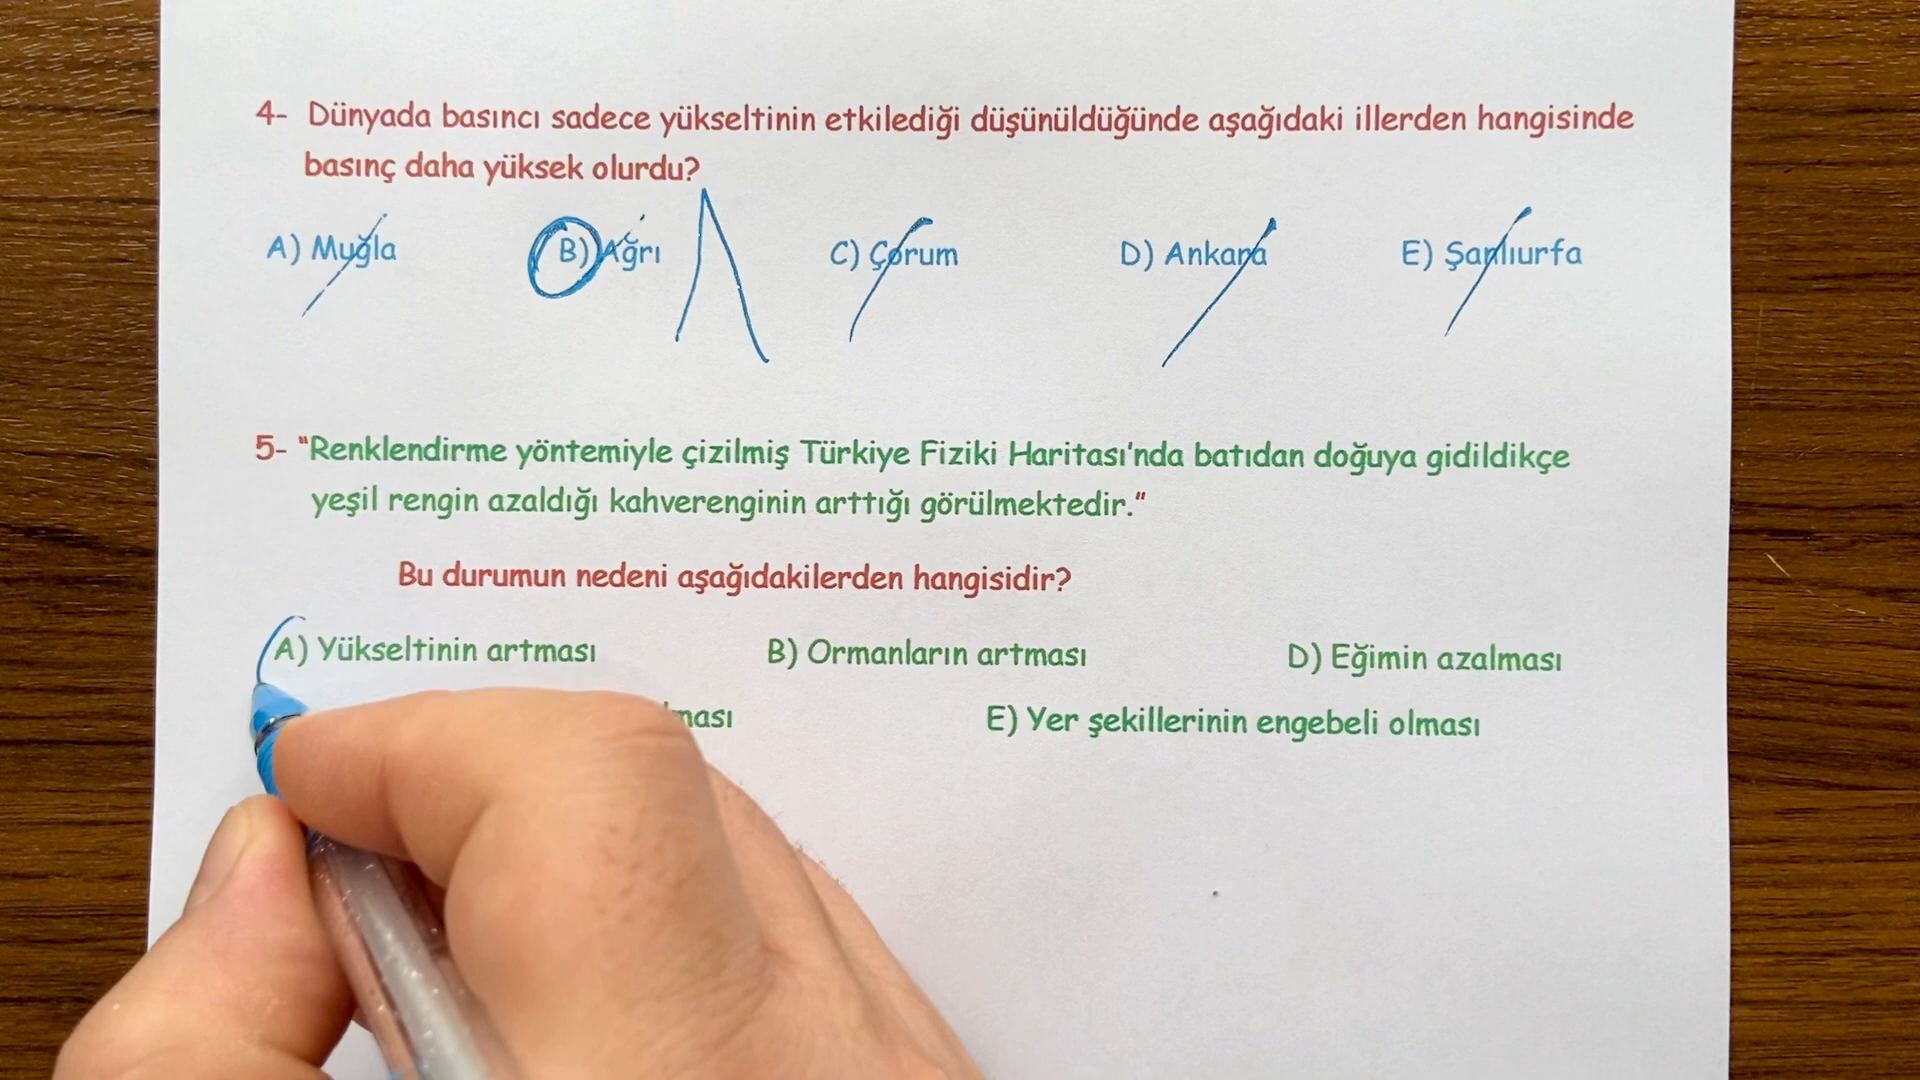 4- Dünyada basıncı sadece yükseltinin etkilediği düşünüldüğünde aşağıdaki illerden hangisinde
basınç daha yüksek olurdu?
A) Muğla B) Ağrı C) Çorum D) Ankara E) Şanlıurfa
5- "Renklendirme yöntemiyle çizilmiş Türkiye Fiziki Haritası'nda batıdan doğuya gidildikçe
yeşil rengin azaldığı kahverenginin arttığı görülmektedir."
Bu durumun nedeni aşağıdakilerden hangisidir?
A) Yükseltinin artması B) Ormanların artması D) Eğimin azalması
E) Yer şekillerinin engebeli olması